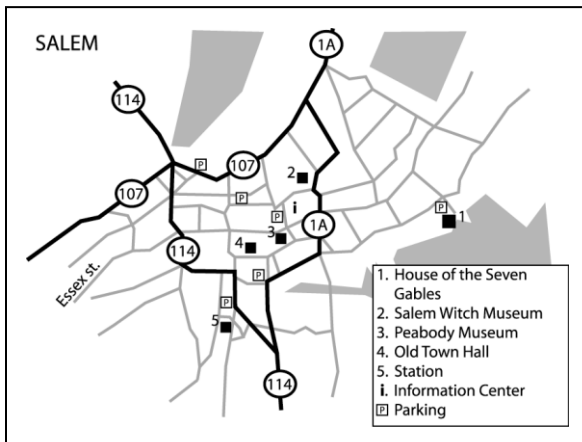 SALEM
1A
114
107
P
107
2
P
P
i
P
1
3
1A
4
114
P
Essex st.
P
5
114
1. House of the Seven
Gables
2. Salem Witch Museum
3. Peabody Museum
4. Old Town Hall
5. Station
i. Information Center
P Parking